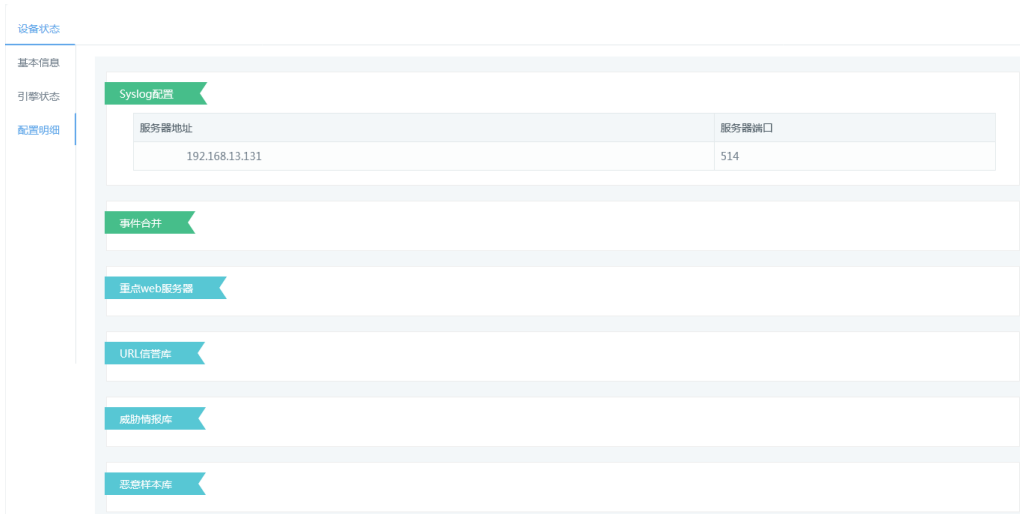 设备状态
基本信息
引擎状态
配置明细
Syslog配置
服务器地址 服务器端口
192.168.13.131 514
事件合并
重点web服务器
URL信誉库
威胁情报库
恶意样本库